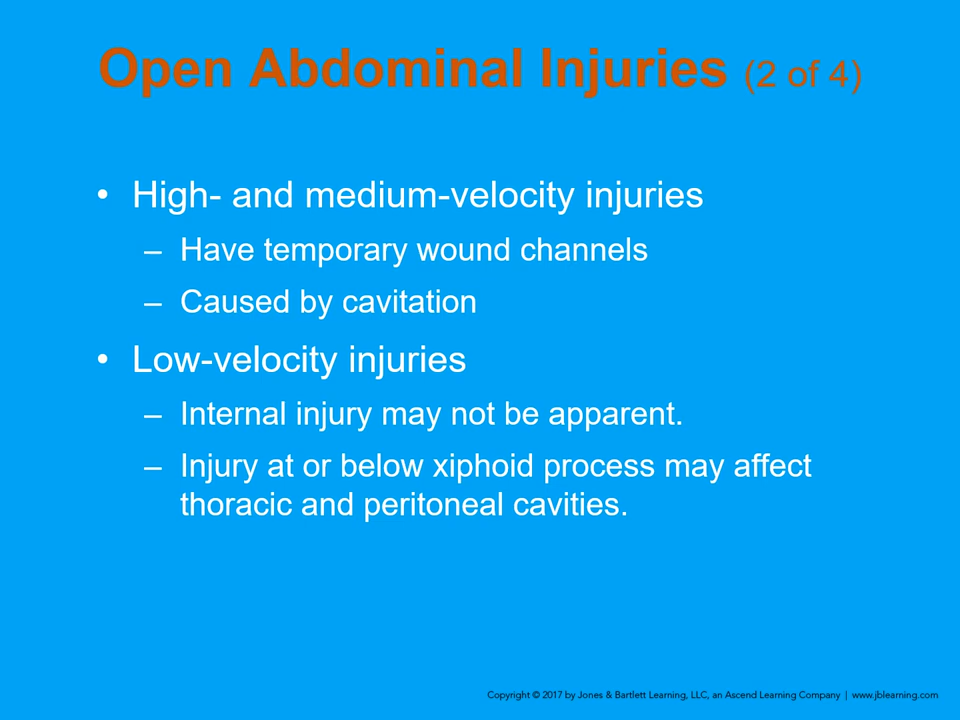 Open Abdominal Injuries (2 of 4)
• High- and medium-velocity injuries
– Have temporary wound channels
– Caused by cavitation
• Low-velocity injuries
– Internal injury may not be apparent.
– Injury at or below xiphoid process may affect
thoracic and peritoneal cavities.
Copyright © 2017 by Jones & Bartlett Learning, LLC, an Ascend Learning Company | www.jblearning.com